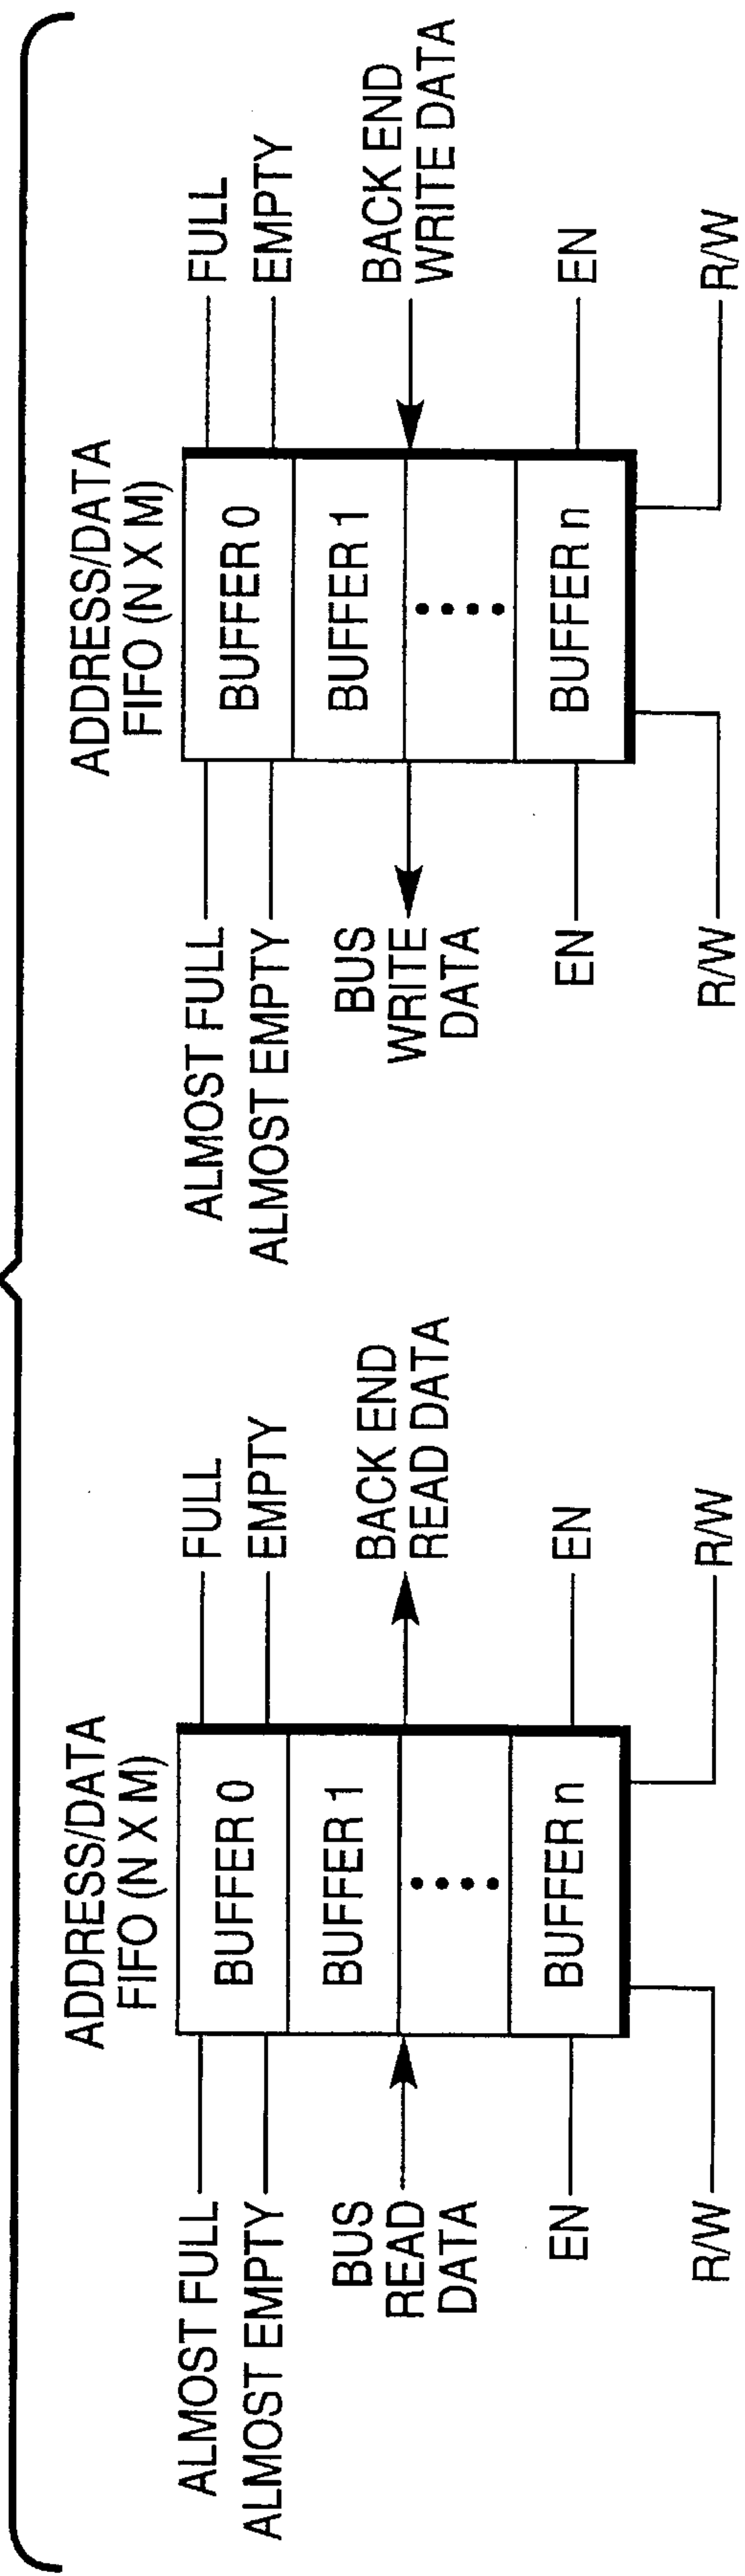 ADDRESS/DATA
FIFO (N X M)
ALMOST FULL
ALMOST EMPTY
BUS
READ
DATA
EN
R/W
BUFFER 0
BUFFER 1
BUFFER n
FULL
EMPTY
BACK END
READ DATA
EN
R/W
ADDRESS/DATA
FIFO (N X M)
ALMOST FULL
ALMOST EMPTY
BUS
WRITE
DATA
EN
R/W
BUFFER 0
BUFFER 1
BUFFER n
FULL
EMPTY
BACK END
WRITE DATA
EN
R/W